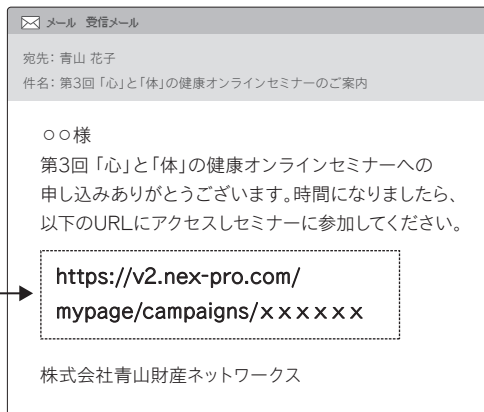 メール 受信メール
宛先: 青山 花子
件名: 第3回 「心」と「体」の健康オンラインセミナーのご案内
○○様
第3回 「心」と「体」の健康オンラインセミナーへの
申し込みありがとうございます。時間になりましたら、
以下のURLにアクセスしセミナーに参加してください。
https://v2.nex-pro.com/
mypage/campaigns/ｘｘｘｘｘｘ
株式会社青山財産ネットワークス